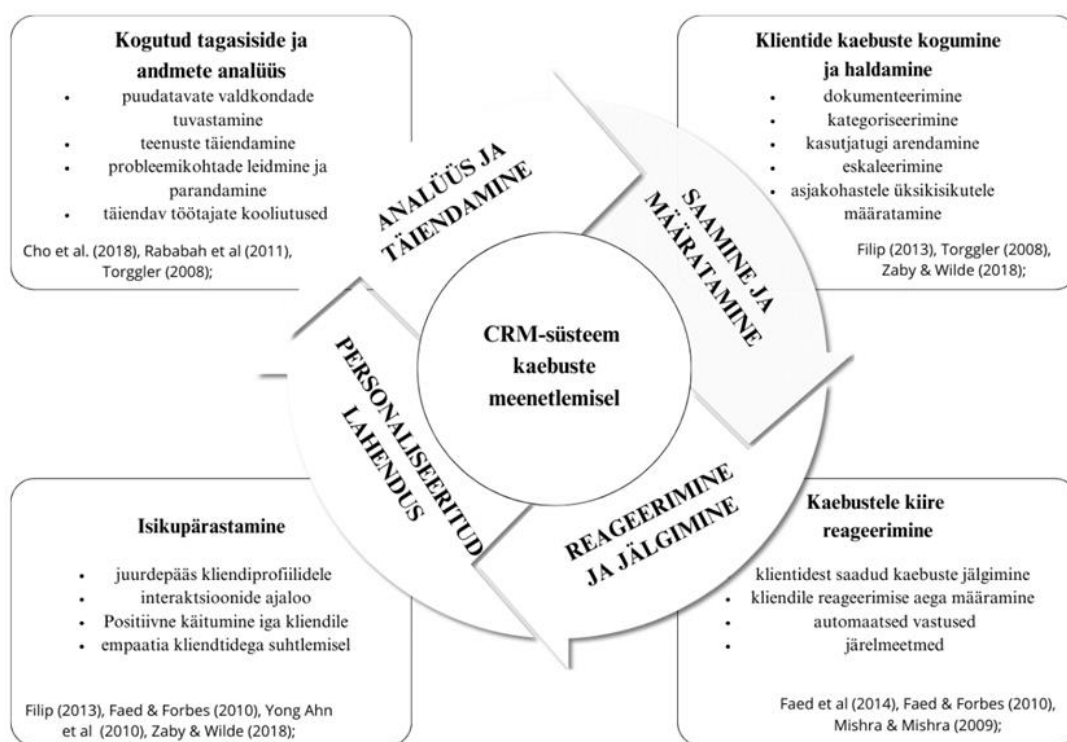 Kogutud tagasiside ja
andmete analüüs
• puudatavate valdkondade
tuvastamine
• teenuste täiendamine
• probleemikohtade leidmine ja
parandamine
• täiendav töötajate kooliutused
Cho et al. (2018), Rababah et al (2011),
Torggler (2008);
Klientide kaebuste kogumine
ja haldamine
• dokumenteerimine
• kategoriseerimine
• kasutjatugi arendamine
• eskaleerimine
• asjakohastele üksikisikutele
määratamine
Filip (2013), Torggler (2008),
Zaby & Wilde (2018);
ANALÜÜS JA
TÄIENDAMINE
SAAMINE JA
MÄÄRATAMINE
CRM-süsteem
kaebuste
meenetlemisel
PERSONALISEERITUD
LAHENDUS
REAGEERIMINE
JA JÄLGIMINE
Isikupärastamine
• juurdepääs kliendiprofiilidele
• interaktsioonide ajaloo
• Positiivne käitumine iga kliendile
• empaatia kliendtidega suhtlemisel
Filip (2013), Faed & Forbes (2010), Yong Ahn
et al (2010), Zaby & Wilde (2018);
Kaebustele kiire
reageerimine
• klientidest saadud kaebuste jälgimine
• kliendile reageerimise aega määramine
• automaatsed vastused
• järelmeetmed
Faed et al (2014), Faed & Forbes (2010),
Mishra & Mishra (2009);